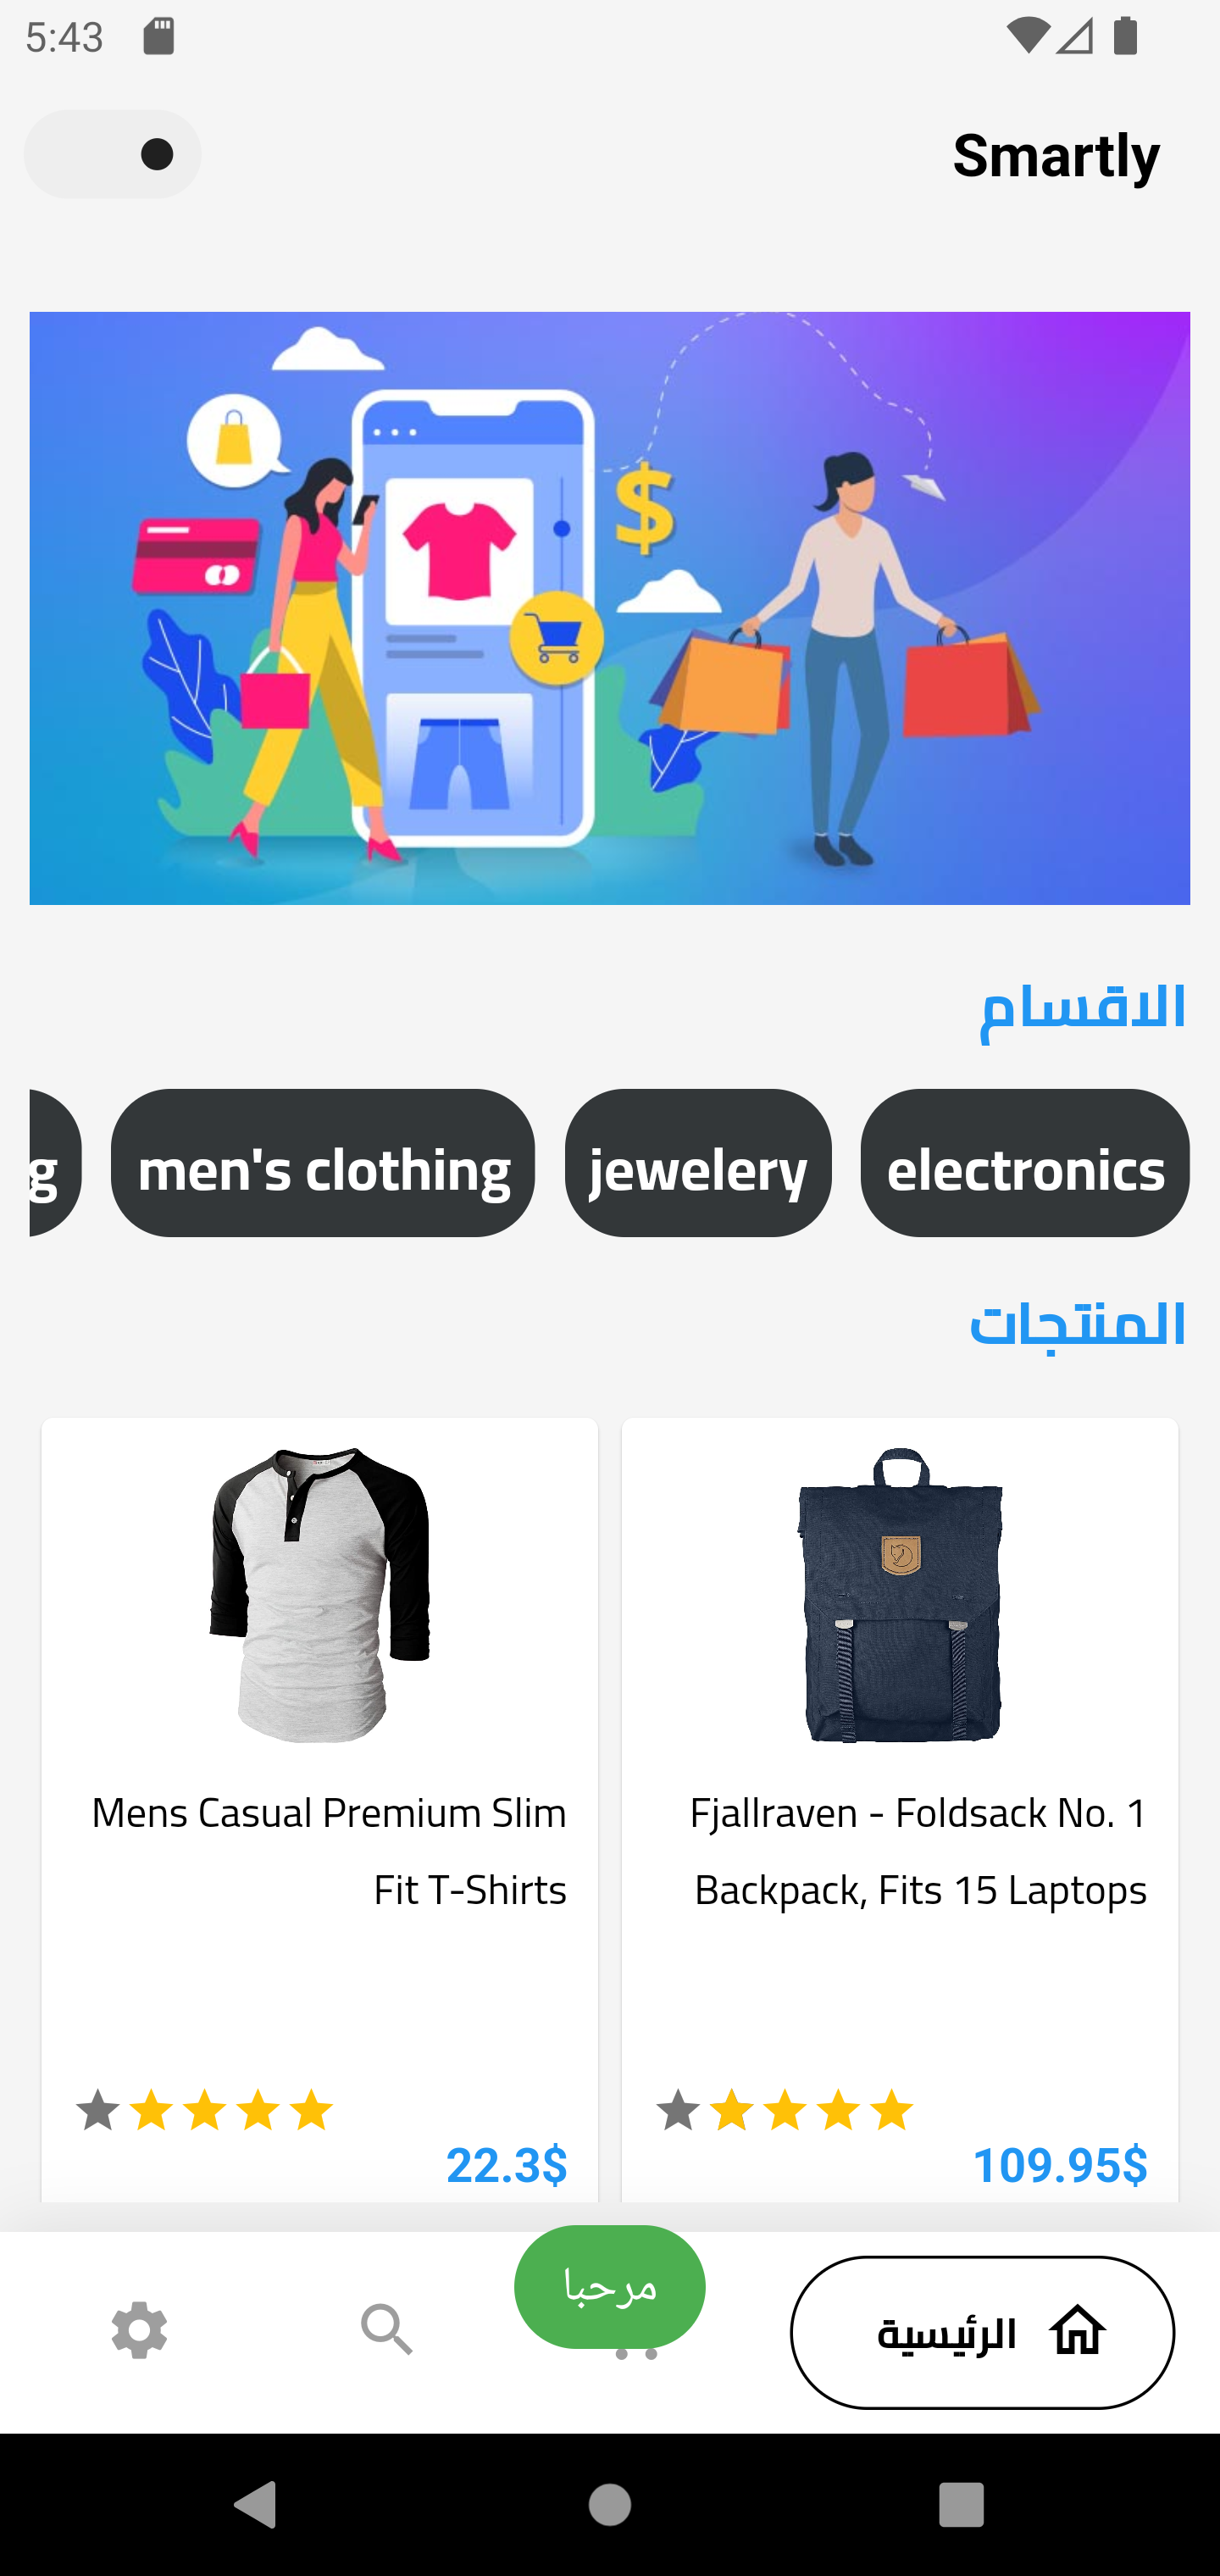 5:43
Smartly
$
الاقسام
electronics
jewelery
men's clothing
g
المنتجات
Fjallraven - Foldsack No. 1
Backpack, Fits 15 Laptops
109.95$
Mens Casual Premium Slim
Fit T-Shirts
22.3$
مرحبا
الرئيسية